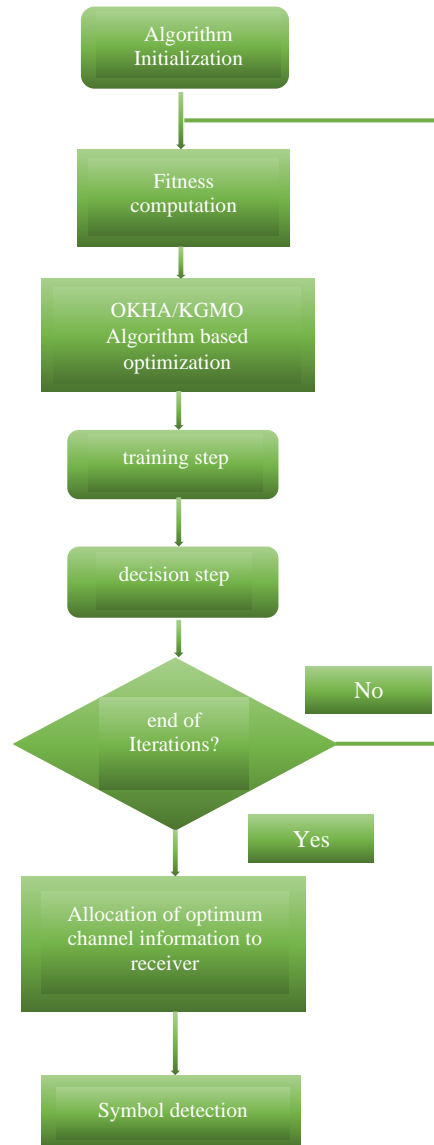 Algorithm
Initialization
Fitness
computation
OKHA/KGMO
Algorithm based
optimization
training step
decision step
end of
Iterations?
No
Yes
Allocation of optimum
channel information to
receiver
Symbol detection